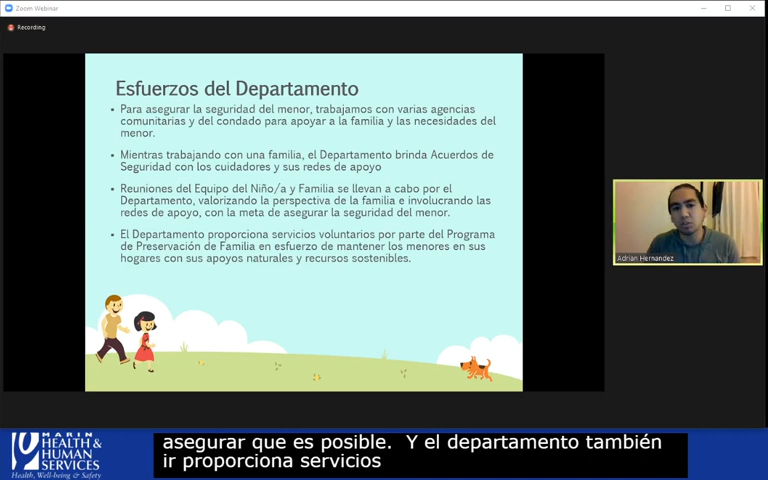 Zoom Webinar
Recording
Esfuerzos del Departamento
• Para asegurar la seguridad del menor, trabajamos con varias agencias
comunitarias y del condado para apoyar a la familia y las necesidades del
menor.
• Mientras trabajando con una familia, el Departamento brinda Acuerdos de
Seguridad con los cuidadores y sus redes de apoyo
• Reuniones del Equipo del Niño/a y Familia se llevan a cabo por el
Departamento, valorizando la perspectiva de la familia e involucrando las
redes de apoyo, con la meta de asegurar la seguridad del menor.
• El Departamento proporciona servicios voluntarios por parte del Programa
de Preservación de Familia en esfuerzo de mantener los menores en sus
hogares con sus apoyos naturales y recursos sostenibles.
Adrian Hernandez
MARIN
HEALTH &
HUMAN
SERVICES
Health, Well-being & Safety
asegurar que es posible. Y el departamento también
ir proporciona servicios